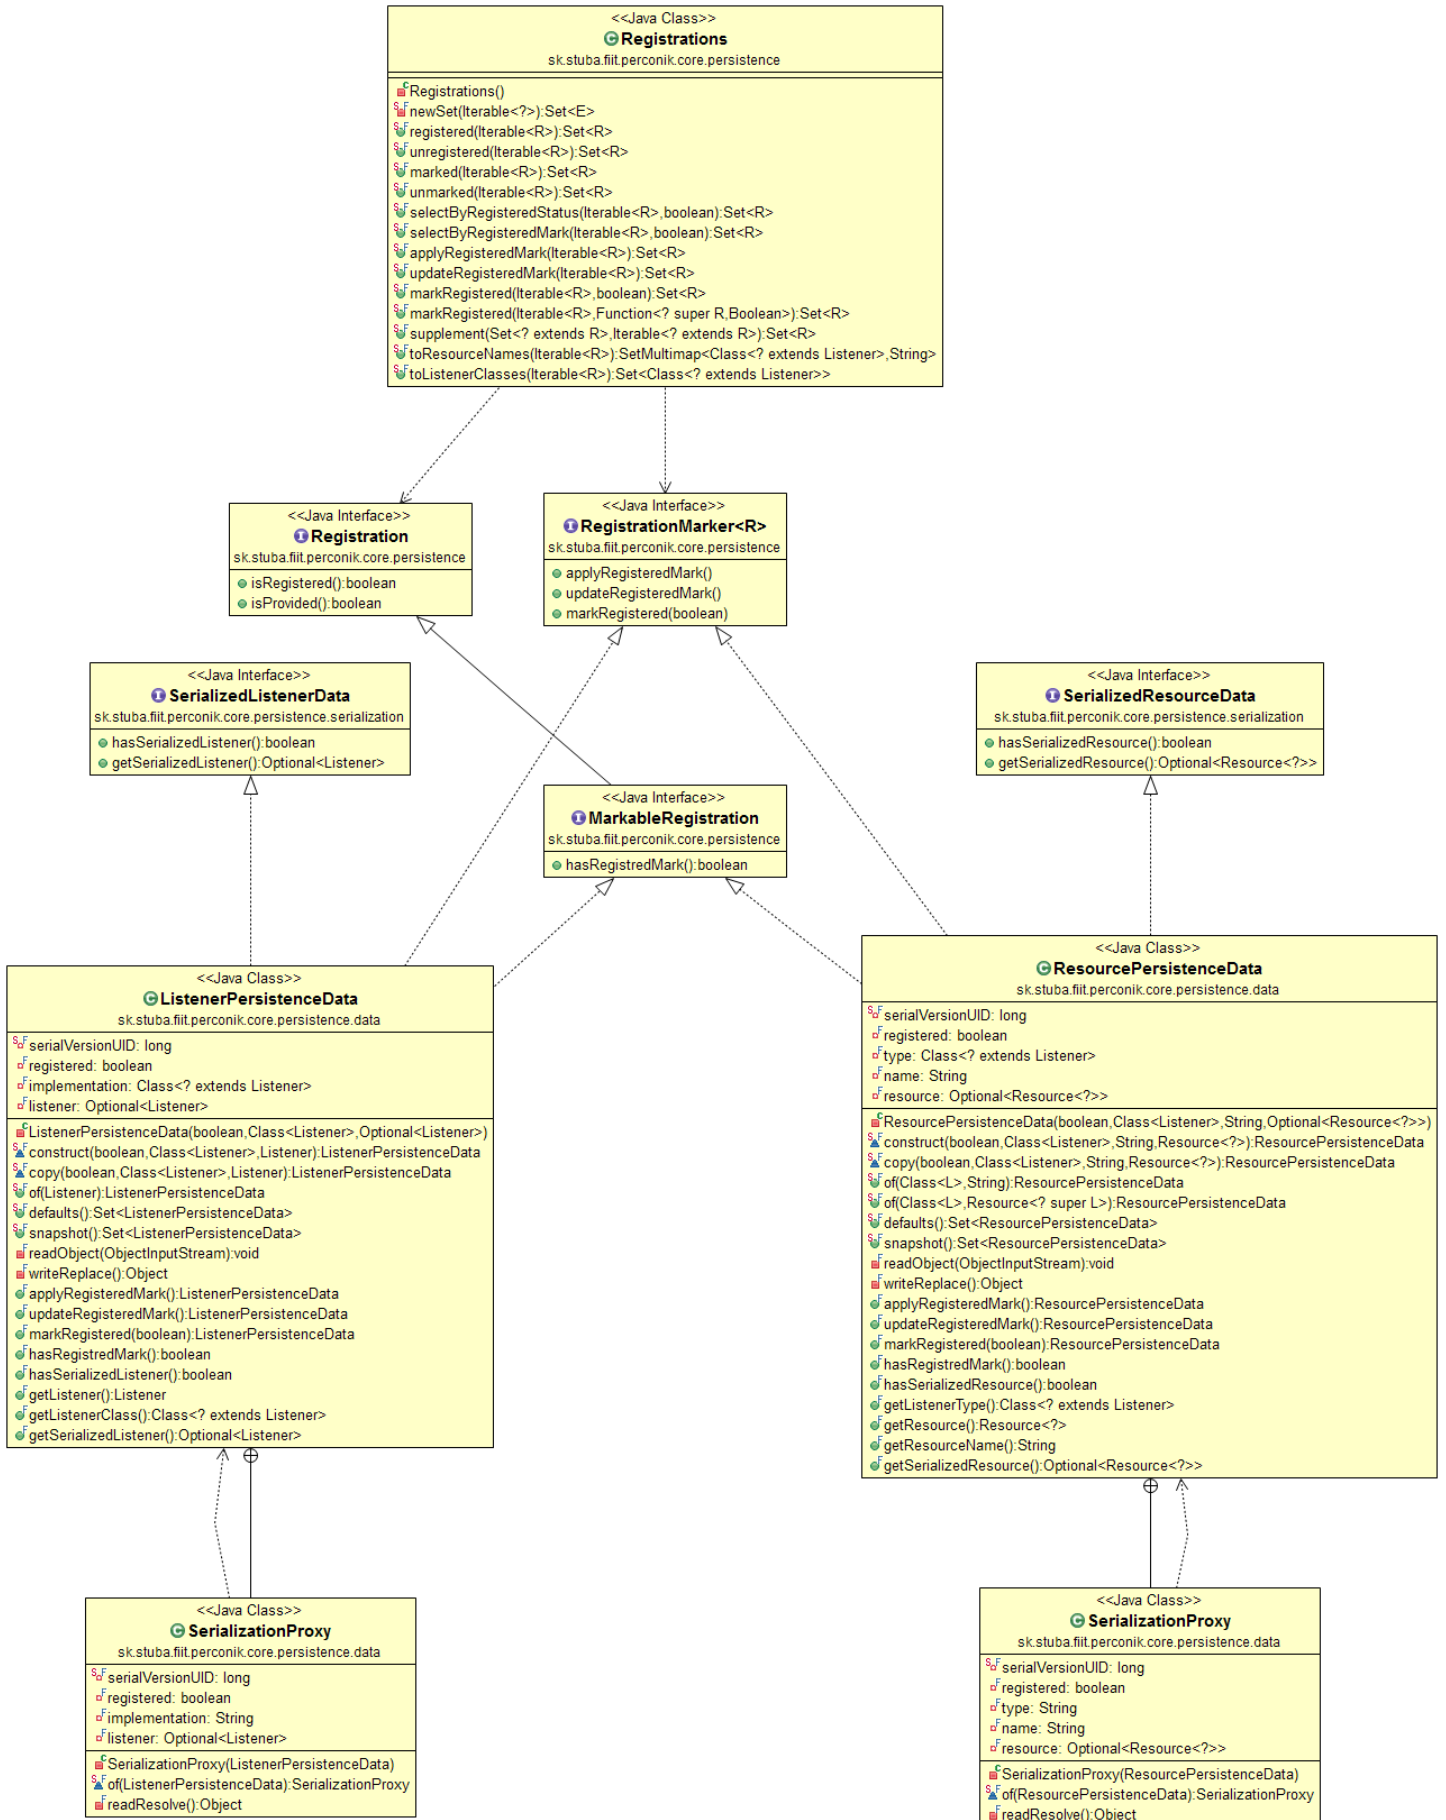 <<Java Class>>
Registrations
sk.stuba.fiit.perconik.core.persistence
Registrations()
newSet(Iterable<?>):Set<E>
registered(Iterable<R>):Set<R>
unregistered(Iterable<R>):Set<R>
marked(Iterable<R>):Set<R>
unmarked(Iterable<R>):Set<R>
selectByRegisteredStatus(Iterable<R>,boolean):Set<R>
selectByRegisteredMark(Iterable<R>,boolean):Set<R>
applyRegisteredMark(Iterable<R>):Set<R>
updateRegisteredMark(Iterable<R>):Set<R>
markRegistered(Iterable<R>,boolean):Set<R>
markRegistered(Iterable<R>,Function<? super R,Boolean>):Set<R>
supplement(Set<? extends R>,Iterable<? extends R>):Set<R>
toResourceNames(Iterable<R>):SetMultimap<Class<? extends Listener>,String>
toListenerClasses(Iterable<R>):Set<Class<? extends Listener>>
<<Java Interface>>
Registration
sk.stuba.fiit.perconik.core.persistence
isRegistered():boolean
isProvided():boolean
<<Java Interface>>
RegistrationMarker<R>
sk.stuba.fiit.perconik.core.persistence
applyRegisteredMark()
updateRegisteredMark()
markRegistered(boolean)
<<Java Interface>>
SerializedListenerData
sk.stuba.fiit.perconik.core.persistence.serialization
hasSerializedListener():boolean
getSerializedListener():Optional<Listener>
<<Java Interface>>
SerializedResourceData
sk.stuba.fiit.perconik.core.persistence.serialization
hasSerializedResource():boolean
getSerializedResource():Optional<Resource<?>>
<<Java Interface>>
MarkableRegistration
sk.stuba.fiit.perconik.core.persistence
hasRegistredMark():boolean
<<Java Class>>
ListenerPersistenceData
sk.stuba.fiit.perconik.core.persistence.data
serialVersionUID: long
registered: boolean
implementation: Class<? extends Listener>
listener: Optional<Listener>
ListenerPersistenceData(boolean,Class<Listener>,Optional<Listener>)
construct(boolean,Class<Listener>,Listener):ListenerPersistenceData
copy(boolean,Class<Listener>,Listener):ListenerPersistenceData
of(Listener):ListenerPersistenceData
defaults():Set<ListenerPersistenceData>
snapshot():Set<ListenerPersistenceData>
readObject(ObjectInputStream):void
writeReplace():Object
applyRegisteredMark():ListenerPersistenceData
updateRegisteredMark():ListenerPersistenceData
markRegistered(boolean):ListenerPersistenceData
hasRegistredMark():boolean
hasSerializedListener():boolean
getListener():Listener
getListenerClass():Class<? extends Listener>
getSerializedListener():Optional<Listener>
<<Java Class>>
ResourcePersistenceData
sk.stuba.fiit.perconik.core.persistence.data
serialVersionUID: long
registered: boolean
type: Class<? extends Listener>
name: String
resource: Optional<Resource<?>>
ResourcePersistenceData(boolean,Class<Listener>,String,Optional<Resource<?>>)
construct(boolean,Class<Listener>,String,Resource<?>):ResourcePersistenceData
copy(boolean,Class<Listener>,String,Resource<?>):ResourcePersistenceData
of(Class<L>,String):ResourcePersistenceData
of(Class<L>,Resource<? super L>):ResourcePersistenceData
defaults():Set<ResourcePersistenceData>
snapshot():Set<ResourcePersistenceData>
readObject(ObjectInputStream):void
writeReplace():Object
applyRegisteredMark():ResourcePersistenceData
updateRegisteredMark():ResourcePersistenceData
markRegistered(boolean):ResourcePersistenceData
hasRegistredMark():boolean
hasSerializedResource():boolean
getListenerType():Class<? extends Listener>
getResource():Resource<?>
getResourceName():String
getSerializedResource():Optional<Resource<?>>
<<Java Class>>
SerializationProxy
sk.stuba.fiit.perconik.core.persistence.data
serialVersionUID: long
registered: boolean
implementation: String
listener: Optional<Listener>
SerializationProxy(ListenerPersistenceData)
of(ListenerPersistenceData):SerializationProxy
readResolve():Object
<<Java Class>>
SerializationProxy
sk.stuba.fiit.perconik.core.persistence.data
serialVersionUID: long
registered: boolean
type: String
name: String
resource: Optional<Resource<?>>
SerializationProxy(ResourcePersistenceData)
of(ResourcePersistenceData):SerializationProxy
readResolve():Object